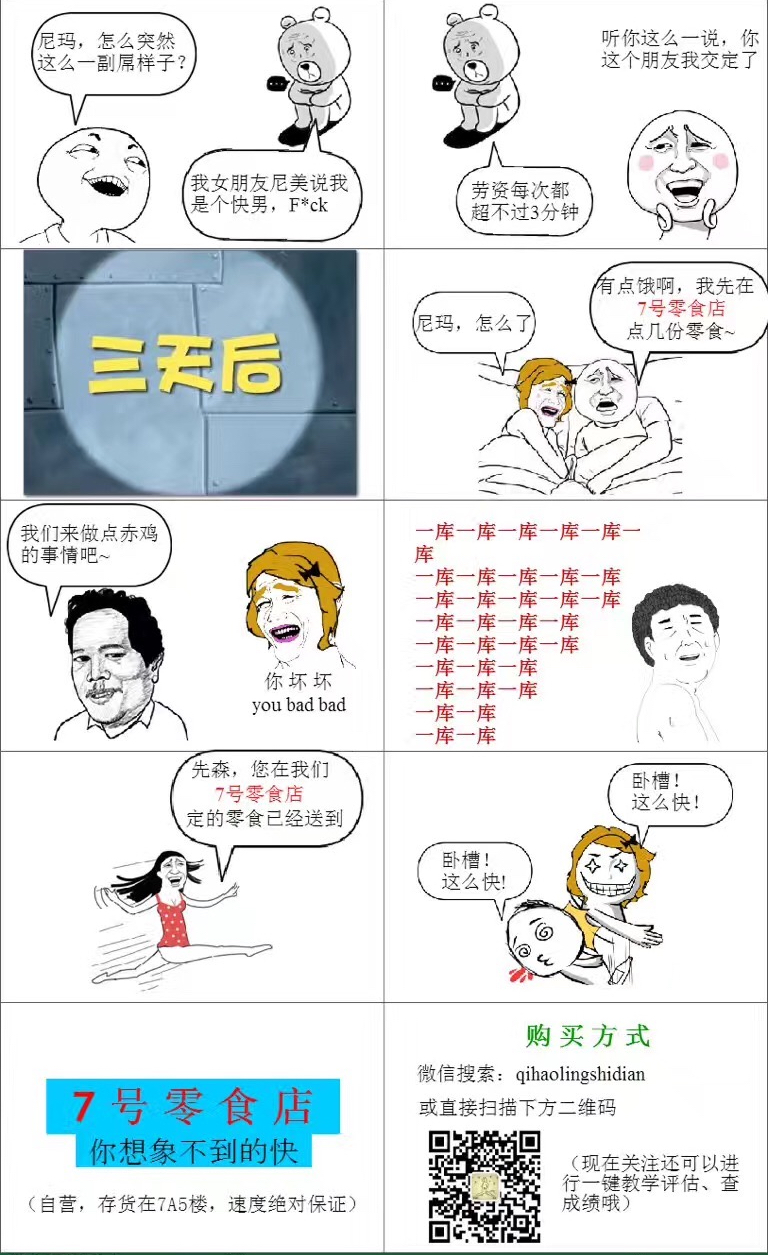 尼玛，怎么突然
这么一副屌样子？
我女朋友尼美说我
是个快男，F*ck
听你这么一说，你
这个朋友我交定了
劳资每次都
超不过3分钟
三天后
尼玛，怎么了
有点饿啊，我先在
7号零食店
点几份零食~
我们来做点赤鸡
的事情吧~
你 坏 坏
you bad bad
一库一库一库一库一库一
库
一库一库一库一库一库
一库一库一库一库一库
一库一库一库一库
一库一库一库一库
一库一库一库
一库一库一库
一库一库
一库一库
先森，您在我们
7号零食店
定的零食已经送到
卧槽！
这么快！
卧槽！
这么快！
7 号 零 食 店
你想象不到的快
（自营，存货在7A5楼，速度绝对保证）
购 买 方 式
微信搜索：qihaolingshidian
或直接扫描下方二维码
（现在关注还可以进
行一键教学评估、查
成绩哦）